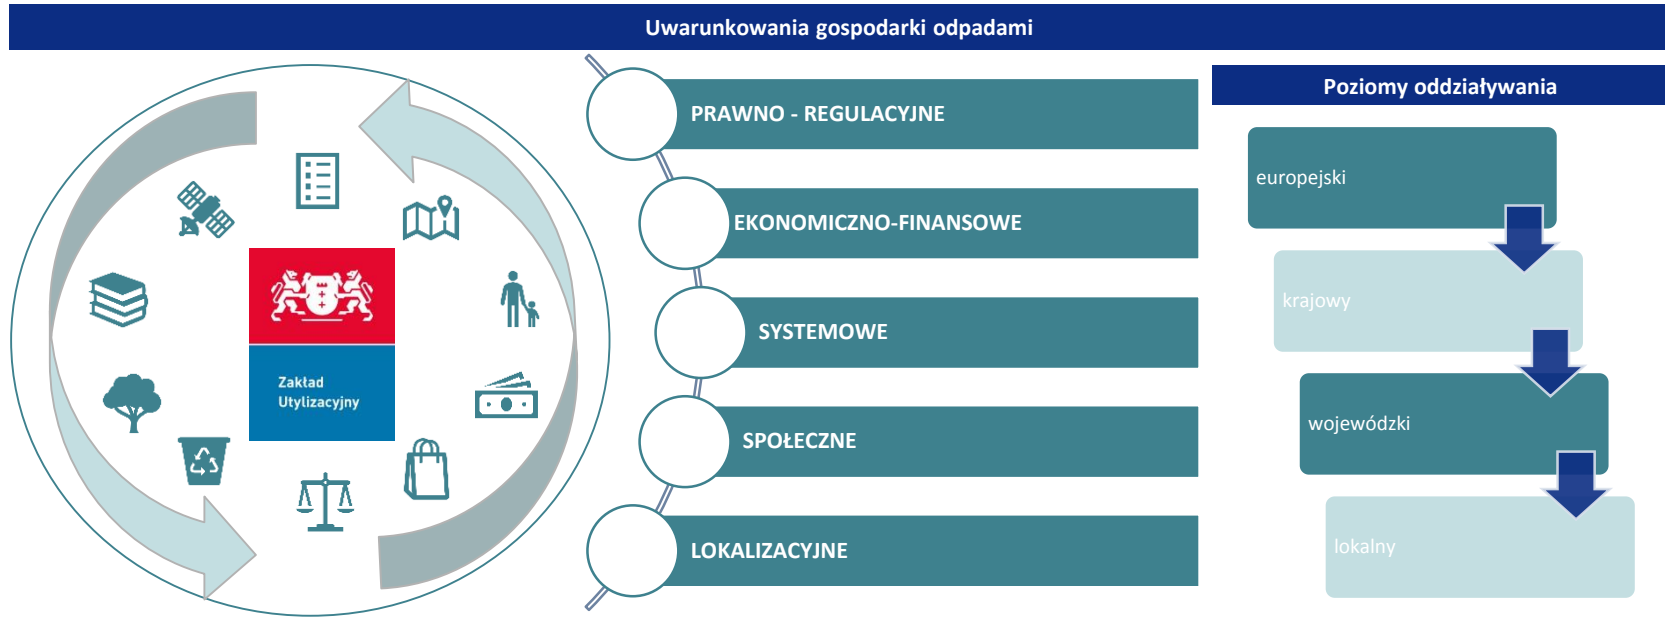 Uwarunkowania gospodarki odpadami
Zakład
Utylizacyjny
PRAWNO - REGULACYJNE
EKONOMICZNO-FINANSOWE
SYSTEMOWE
SPOŁECZNE
LOKALIZACYJNE
Poziomy oddziaływania
europejski
krajowy
wojewódzki
lokalny